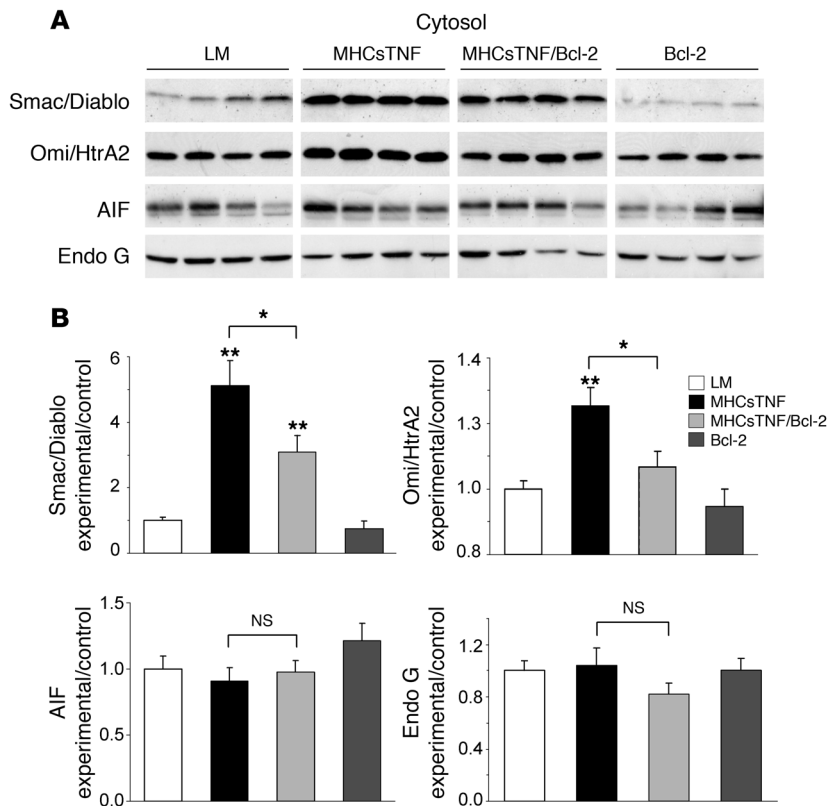 A
Cytosol
LM MHCsTNF MHCsTNF/Bcl-2 Bcl-2
Smac/Diablo
Omi/HtrA2
AIF
Endo G
B
Smac/Diablo
experimental/control
6
4
2
0
**
*
**
Omi/HtrA2
experimental/control
1.4
1.3
1.0
0.8
**
*
LM
MHCsTNF
MHCsTNF/Bcl-2
Bcl-2
AIF
experimental/control
1.5
1.0
0.5
0.0
NS
Endo G
experimental/control
1.2
0.8
0.4
0.0
NS